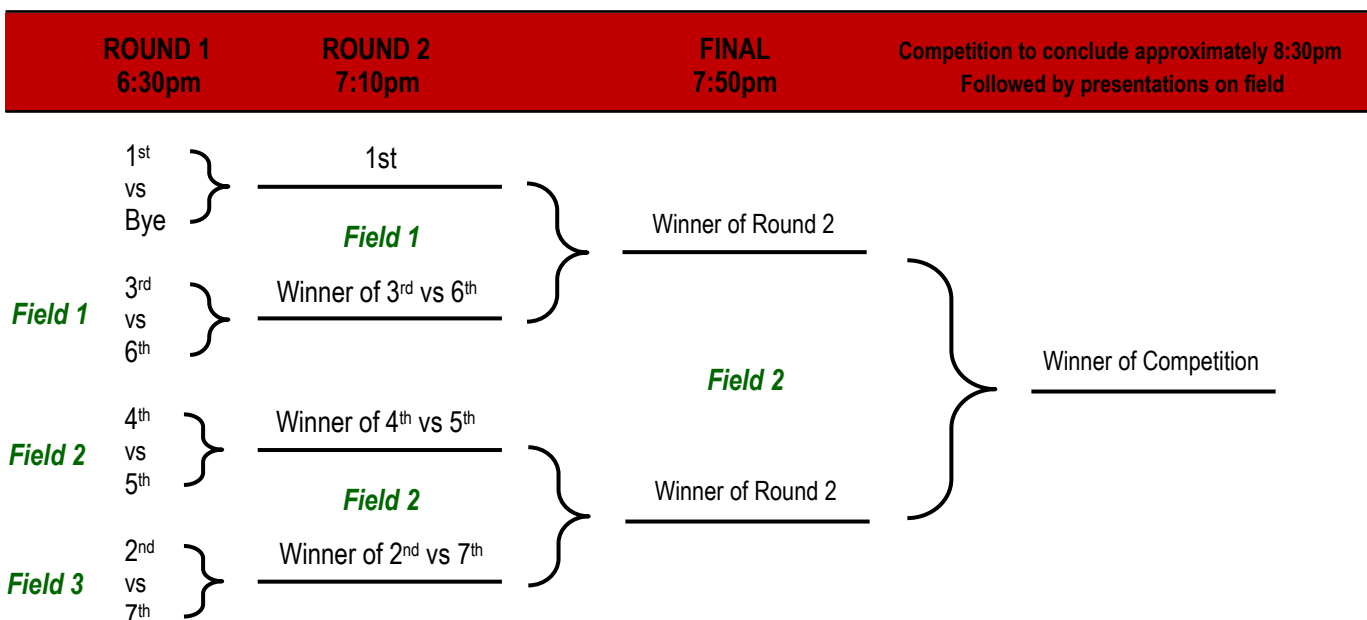 ROUND 1
6:30pm
ROUND 2
7:10pm
FINAL
7:50pm
Competition to conclude approximately 8:30pm
Followed by presentations on field
1st
vs
Bye
1st
Field 1
Winner of Round 2
Field 1
3rd
vs
6th
Winner of 3rd vs 6th
Field 2
Winner of Competition
Field 2
4th
vs
5th
Winner of 4th vs 5th
Field 2
Winner of Round 2
Field 3
2nd
vs
7th
Winner of 2nd vs 7th